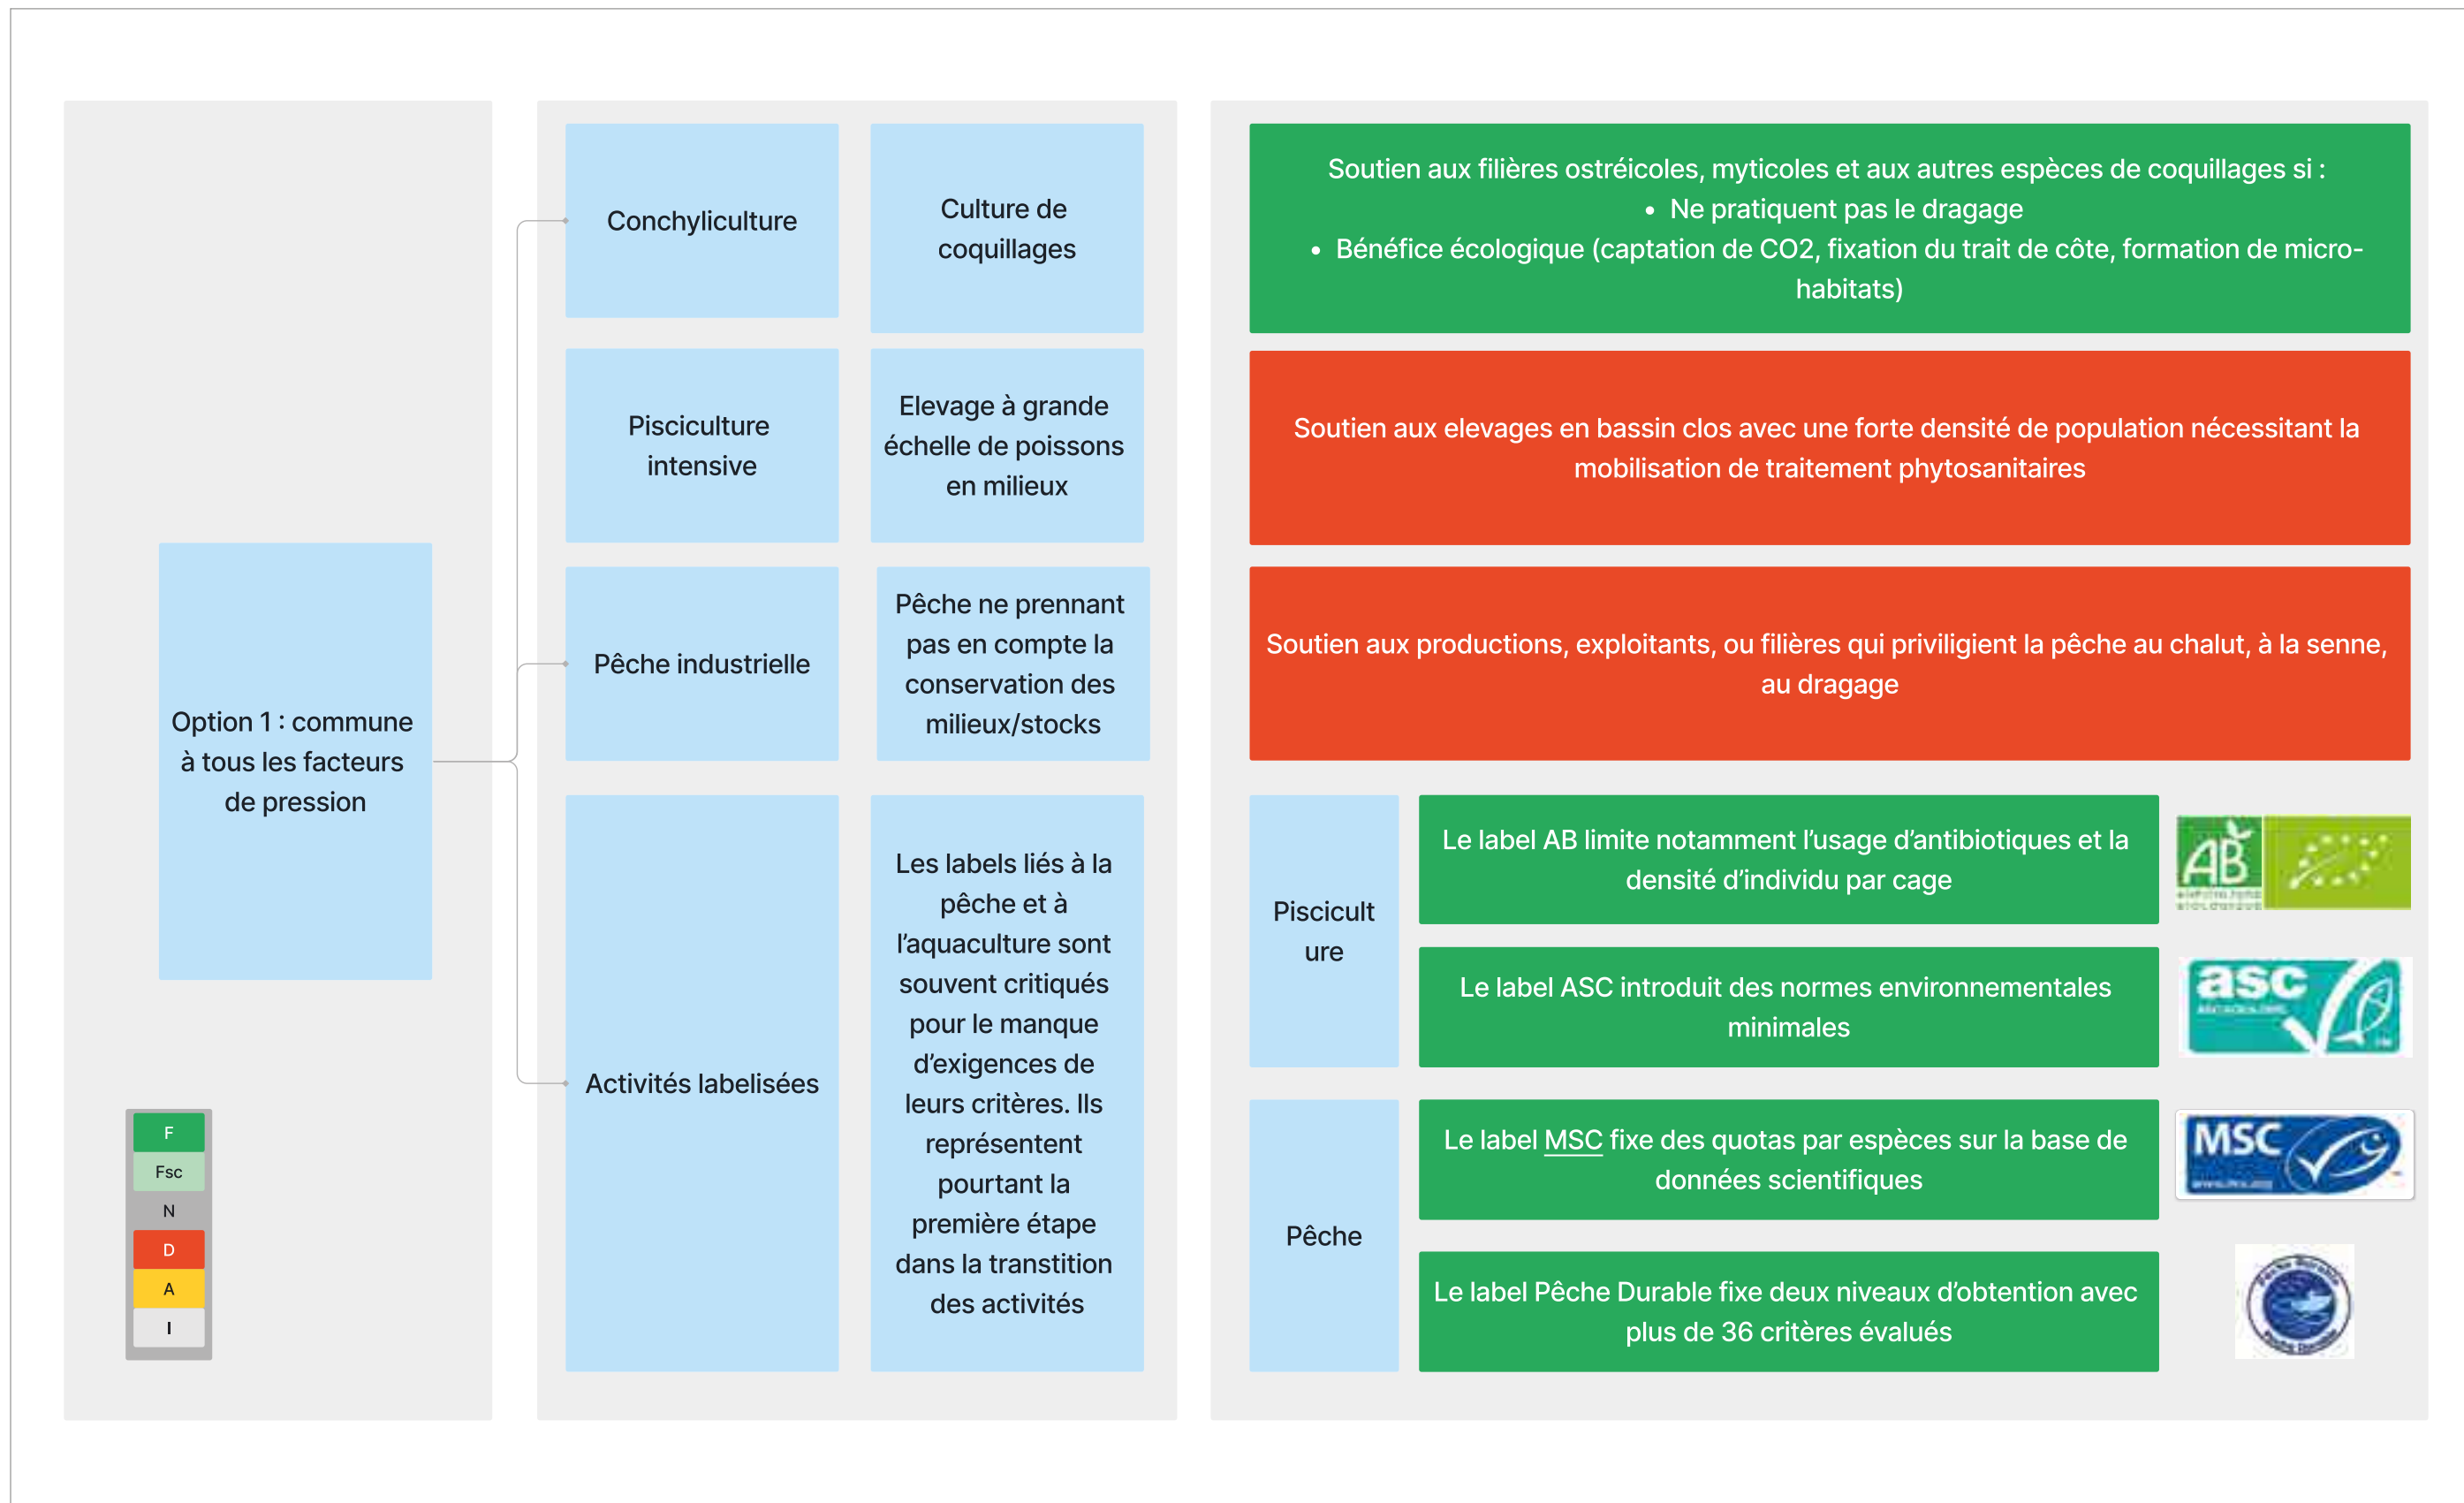 Option 1 : commune
à tous les facteurs
de pression
F
Fsc
N
D
A
I
Conchyliculture
Culture de
coquillages
Soutien aux filières ostréicoles, myticoles et aux autres espèces de coquillages si :
• Ne pratiquent pas le dragage
• Bénéfice écologique (captation de CO2, fixation du trait de côte, formation de micro-
habitats)
Pisciculture
intensive
Elevage à grande
échelle de poissons
en milieux
Soutien aux elevages en bassin clos avec une forte densité de population nécessitant la
mobilisation de traitement phytosanitaires
Pêche industrielle
Pêche ne prennant
pas en compte la
conservation des
milieux/stocks
Soutien aux productions, exploitants, ou filières qui priviligient la pêche au chalut, à la senne,
au dragage
Activités labelisées
Les labels liés à la
pêche et à
l’aquaculture sont
souvent critiqués
pour le manque
d’exigences de
leurs critères. Ils
représentent
pourtant la
première étape
dans la transtition
des activités
Piscicult
ure
Le label AB limite notamment l’usage d’antibiotiques et la
densité d’individu par cage
AB
Le label ASC introduit des normes environnementales
minimales
asc
Pêche
Le label MSC fixe des quotas par espèces sur la base de
données scientifiques
MSC
Le label Pêche Durable fixe deux niveaux d’obtention avec
plus de 36 critères évalués
Pêche Durable